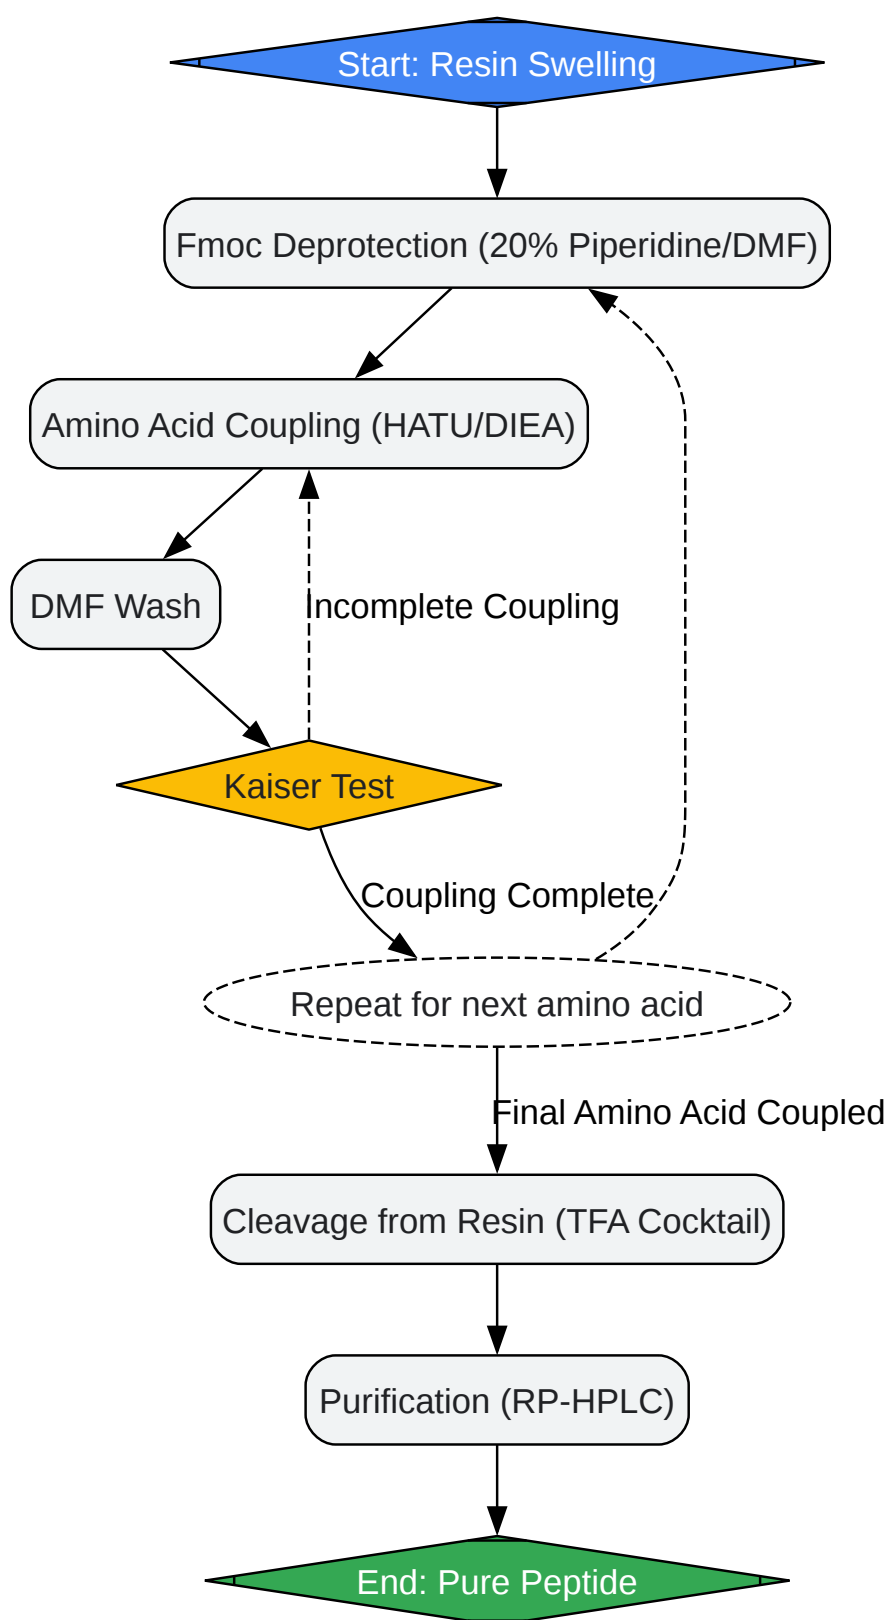 Start: Resin Swelling
Fmoc Deprotection (20% Piperidine/DMF)
Amino Acid Coupling (HATU/DIEA)
DMF Wash
Incomplete Coupling
Kaiser Test
Coupling Complete
Repeat for next amino acid
Final Amino Acid Coupled
Cleavage from Resin (TFA Cocktail)
Purification (RP-HPLC)
End: Pure Peptide